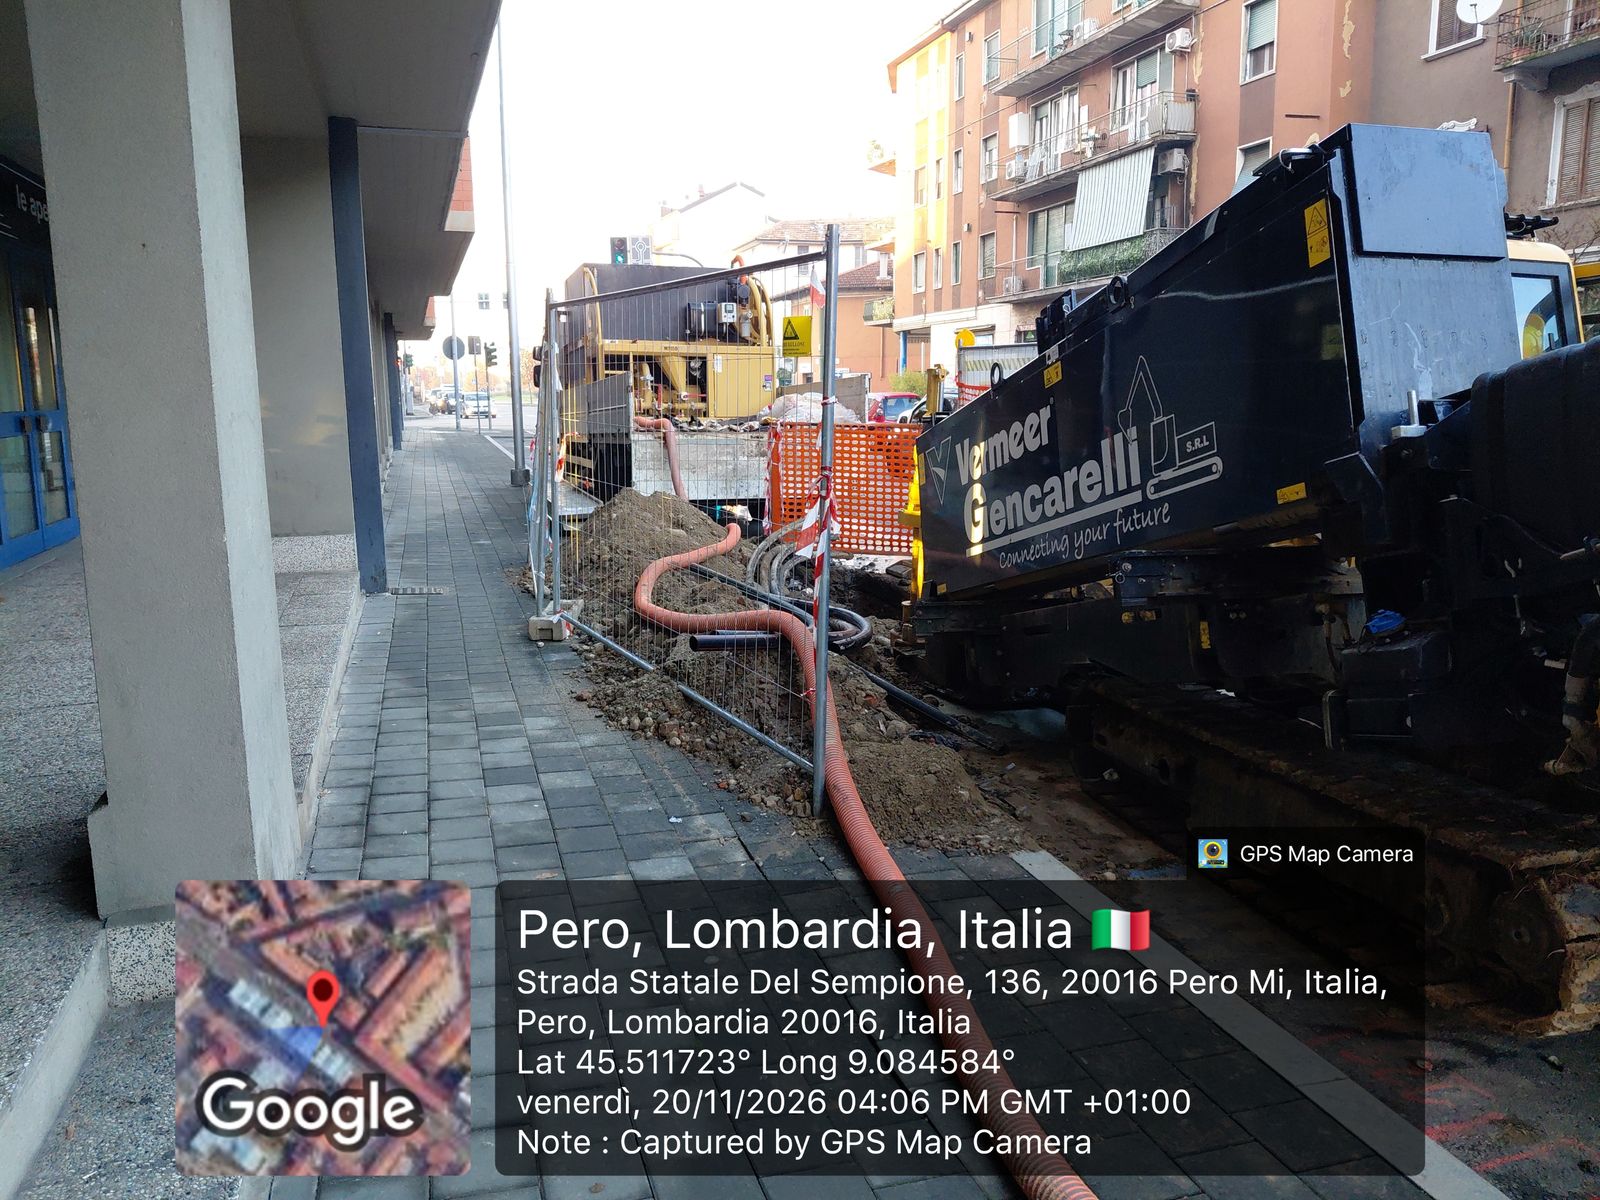 le ape
Vermeer
Gencarelli
S.R.L
connecting your future
GPS Map Camera
Pero, Lombardia, Italia
Strada Statale Del Sempione, 136, 20016 Pero Mi, Italia,
Pero, Lombardia 20016, Italia
Lat 45.511723° Long 9.084584°
venerdì, 20/11/2026 04:06 PM GMT +01:00
Note : Captured by GPS Map Camera
Google